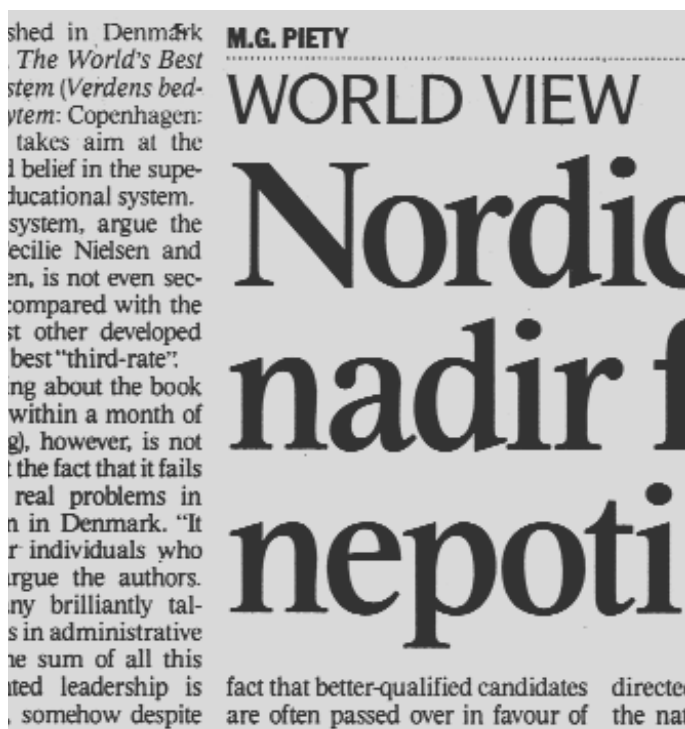 shed in Denmark
The World's Best
stem (Verdens bed-
ytem: Copenhagen:
takes aim at the
d belief in the supe-
ducational system.
system, argue the
Cecilie Nielsen and
en, is not even sec-
compared with the
st other developed
best “third-rate”.
ng about the book
within a month of
g), however, is not
t the fact that it fails
real problems in
n in Denmark. “It
r individuals who
argue the authors.
ny brilliantly tal-
s in administrative
he sum of all this
nted leadership is
somehow despite
M.G. PIETY
WORLD VIEW
Nordic
nadir f
nepoti
fact that better-qualified candidates
are often passed over in favour of
directe
the nat